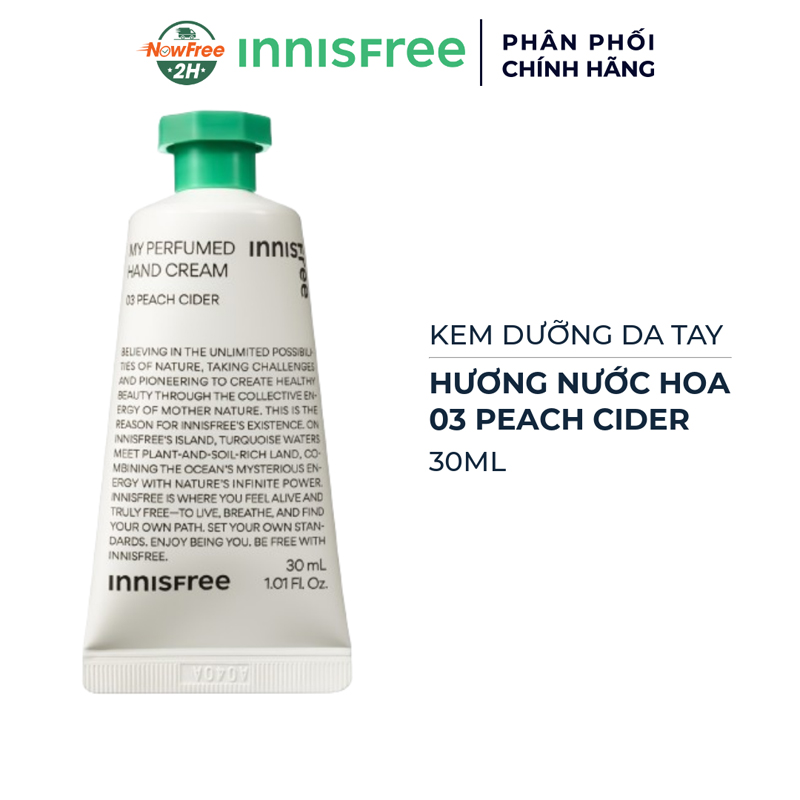 NowFree
2H
INNISFree
PHÂN PHỐI
CHÍNH HÃNG
MY PERFUMED
HAND CREAM
03 PEACH CIDER
INNISFree
BELIEVING IN THE UNLIMITED POSSIBILI-
TIES OF NATURE, TAKING CHALLENGES
AND PIONEERING TO CREATE HEALTHY
BEAUTY THROUGH THE COLLECTIVE EN-
ERGY OF MOTHER NATURE. THIS IS THE
REASON FOR INNISFREE'S EXISTENCE. ON
INNISFREE'S ISLAND, TURQUOISE WATERS
MEET PLANT-AND-SOIL-RICH LAND, CO-
MBINING THE OCEAN'S MYSTERIOUS EN-
ERGY WITH NATURE'S INFINITE POWER.
INNISFREE IS WHERE YOU FEEL ALIVE AND
TRULY FREE—TO LIVE, BREATHE, AND FIND
YOUR OWN PATH. SET YOUR OWN STAN-
DARDS. ENJOY BEING YOU. BE FREE WITH
INNISFREE.
30 mL
INNISFree
1.01 Fl. Oz.
A040A
KEM DƯỠNG DA TAY
HƯƠNG NƯỚC HOA
03 PEACH CIDER
30ML